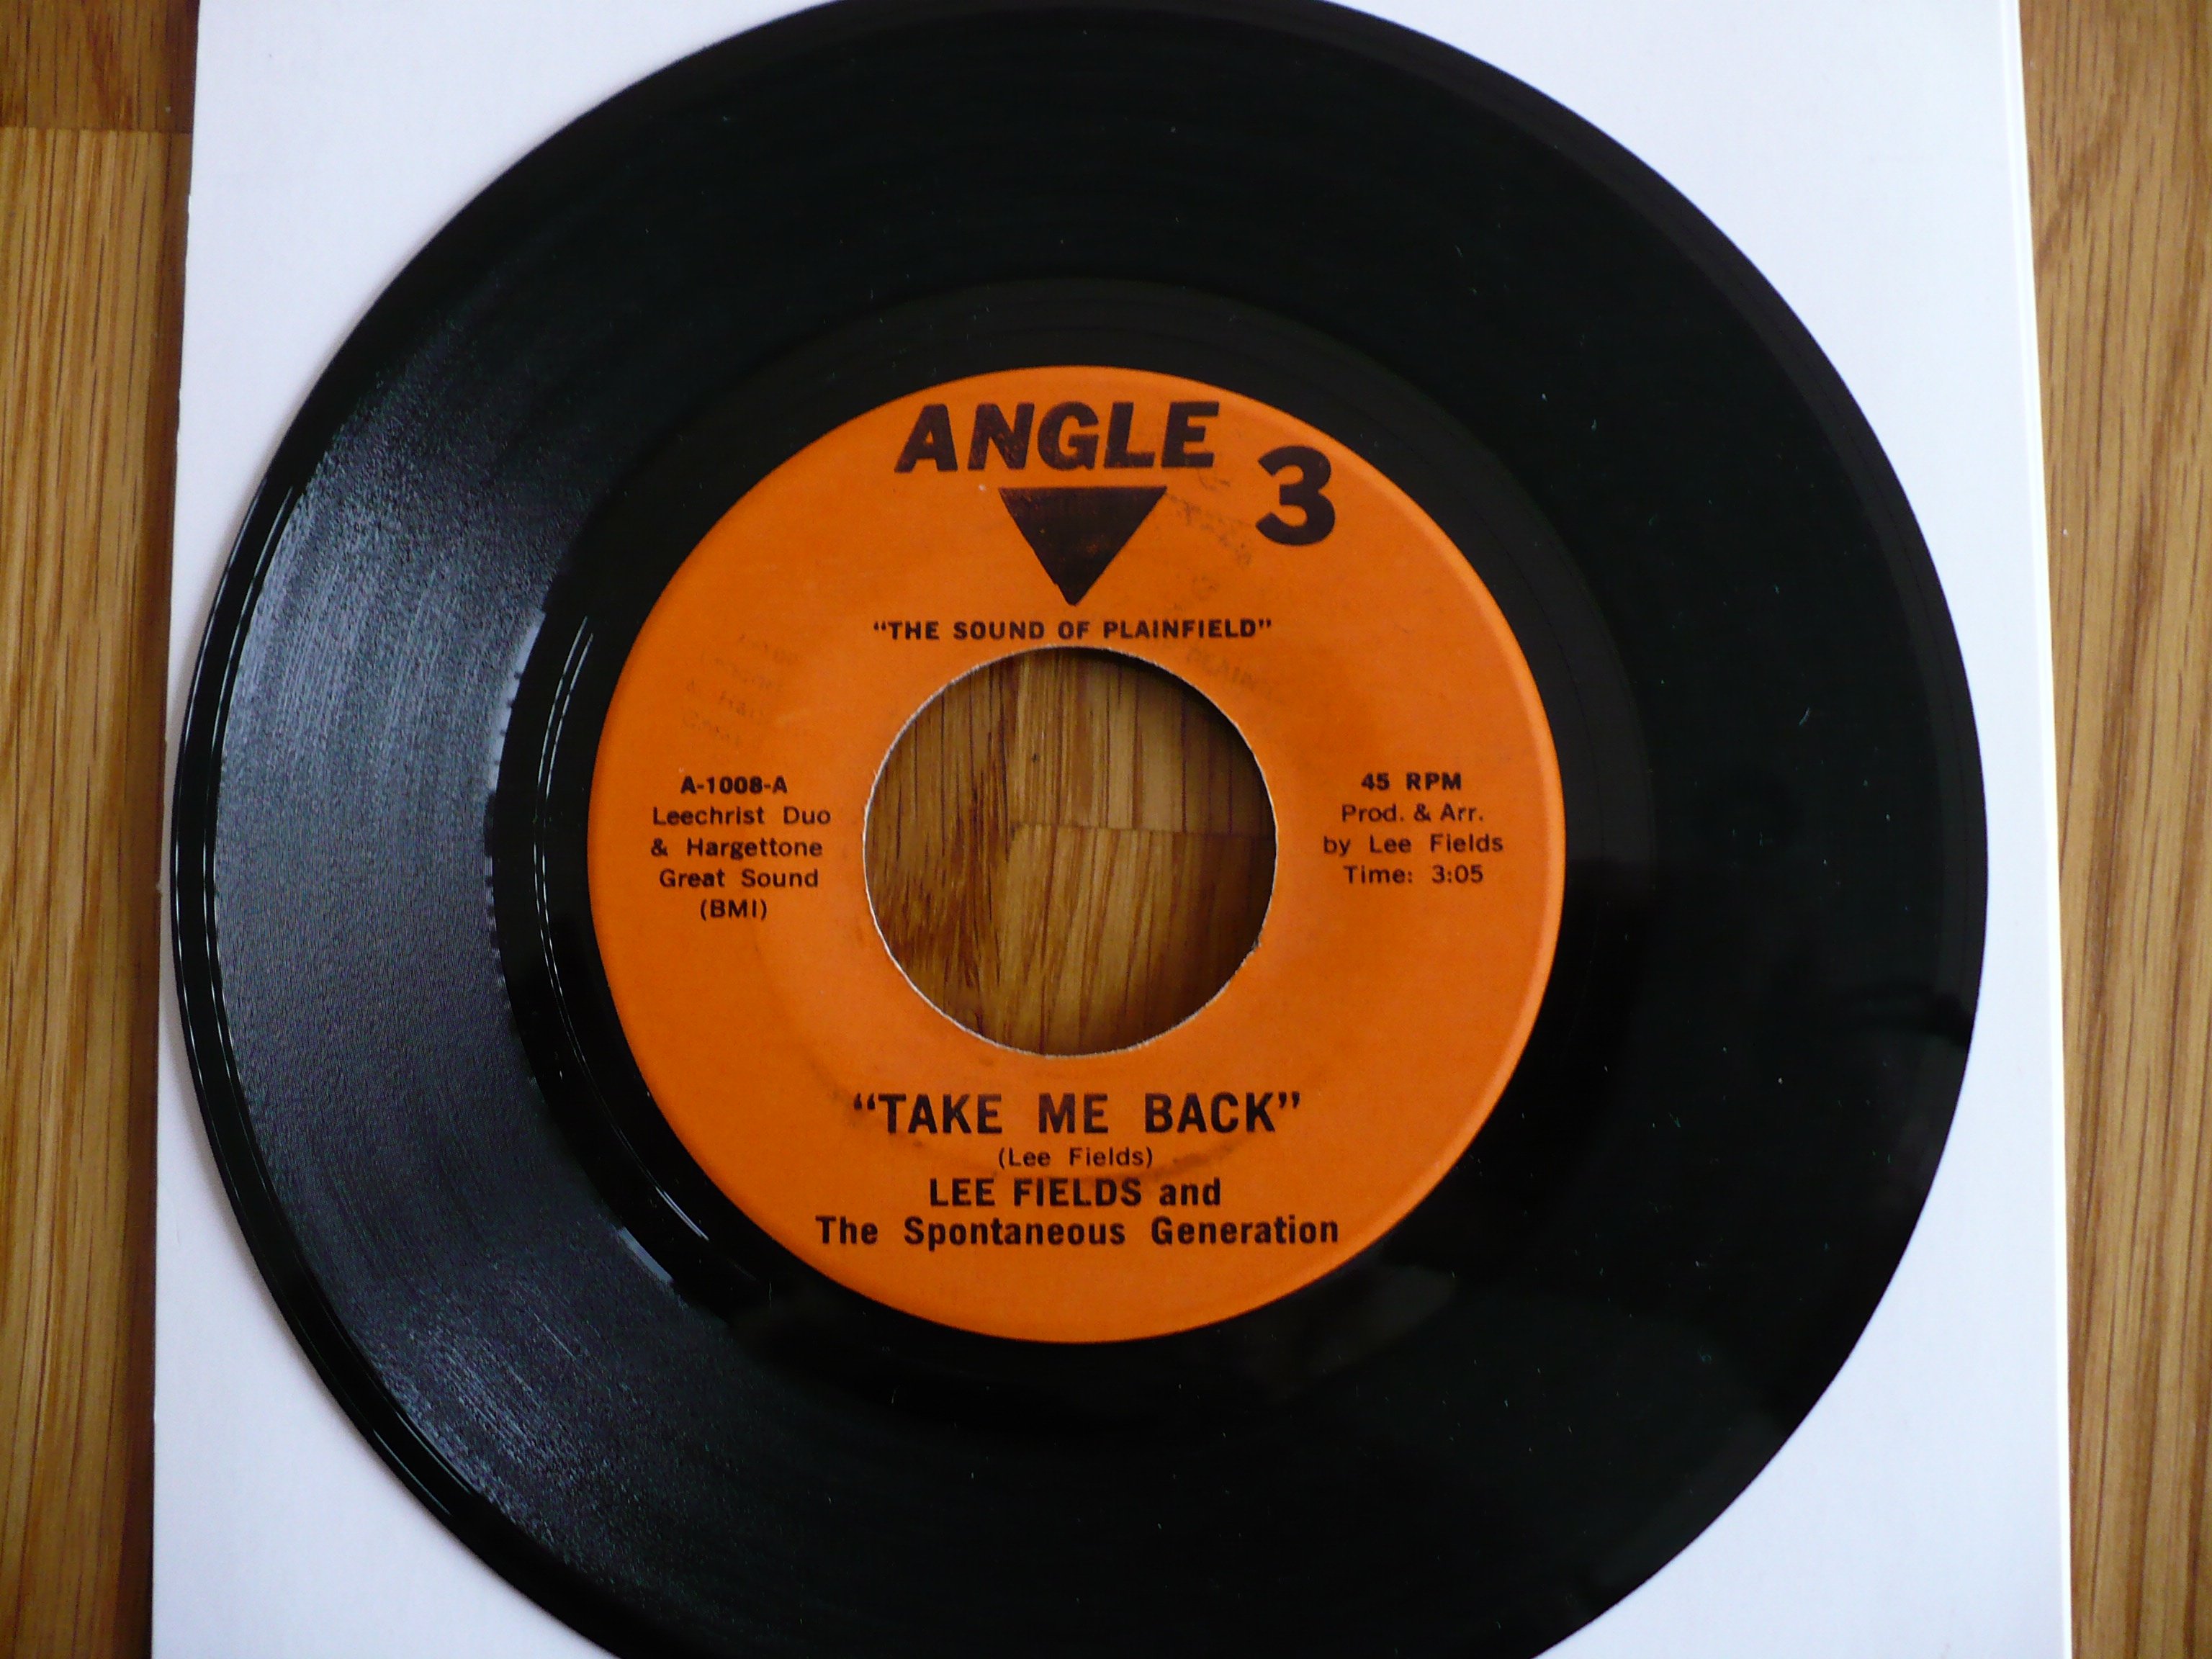 ANGLE 3
“THE SOUND OF PLAINFIELD”
A-1008-A
Leechrist Duo
& Hargettone
Great Sound
(BMI)
45 RPM
Prod. & Arr.
by Lee Fields
Time: 3:05
“TAKE ME BACK”
(Lee Fields)
LEE FIELDS and
The Spontaneous Generation